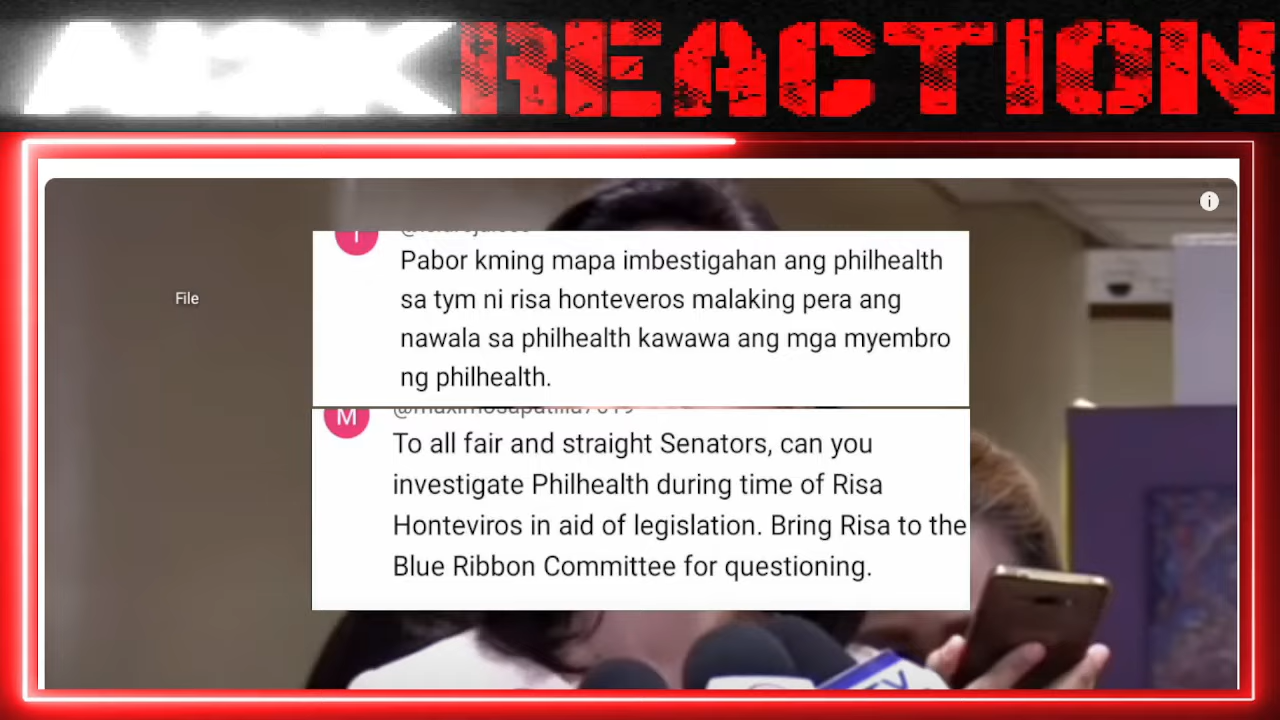 REACTION
File
Pabor kming mapa imbestigahan ang philhealth
sa tym ni risa honteveros malaking pera ang
nawala sa philhealth kawawa ang mga myembro
ng philhealth.
M
To all fair and straight Senators, can you
investigate Philhealth during time of Risa
Honteviros in aid of legislation. Bring Risa to the
Blue Ribbon Committee for questioning.